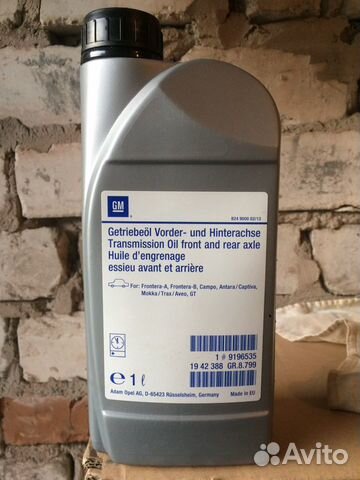 GM
824 9000 02/13
Getriebeöl Vorder- und Hinterachse
Transmission Oil front and rear axle
Huile d'engrenage
essieu avant et arrière
For: Frontera-A, Frontera-B, Campo, Antara/Captiva,
Mokka/Trax/Aveo, GT
1 # 9196535
19 42 388 GR.8.799
e 1 l
Adam Opel AG, D-65423 Rüsselsheim, Germany
Made in EU
Avito